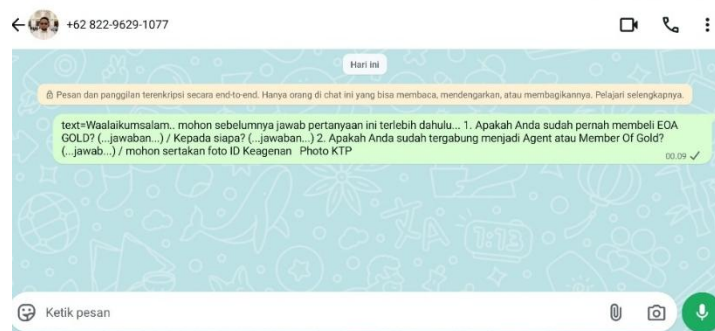 +62 822-9629-1077
Hari ini
Pesan dan panggilan terenkripsi secara end-to-end. Hanya orang di chat ini yang bisa membaca, mendengarkan, atau membagikannya. Pelajari selengkapnya.
text=Waalaikumsalam.. mohon sebelumnya jawab pertanyaan ini terlebih dahulu... 1. Apakah Anda sudah pernah membeli EOA
GOLD? (...jawaban...) / Kepada siapa? (...jawaban...) 2. Apakah Anda sudah tergabung menjadi Agent atau Member Of Gold?
(...jawab...) / mohon sertakan foto ID Keagenan Photo KTP
00.09
Ketik pesan